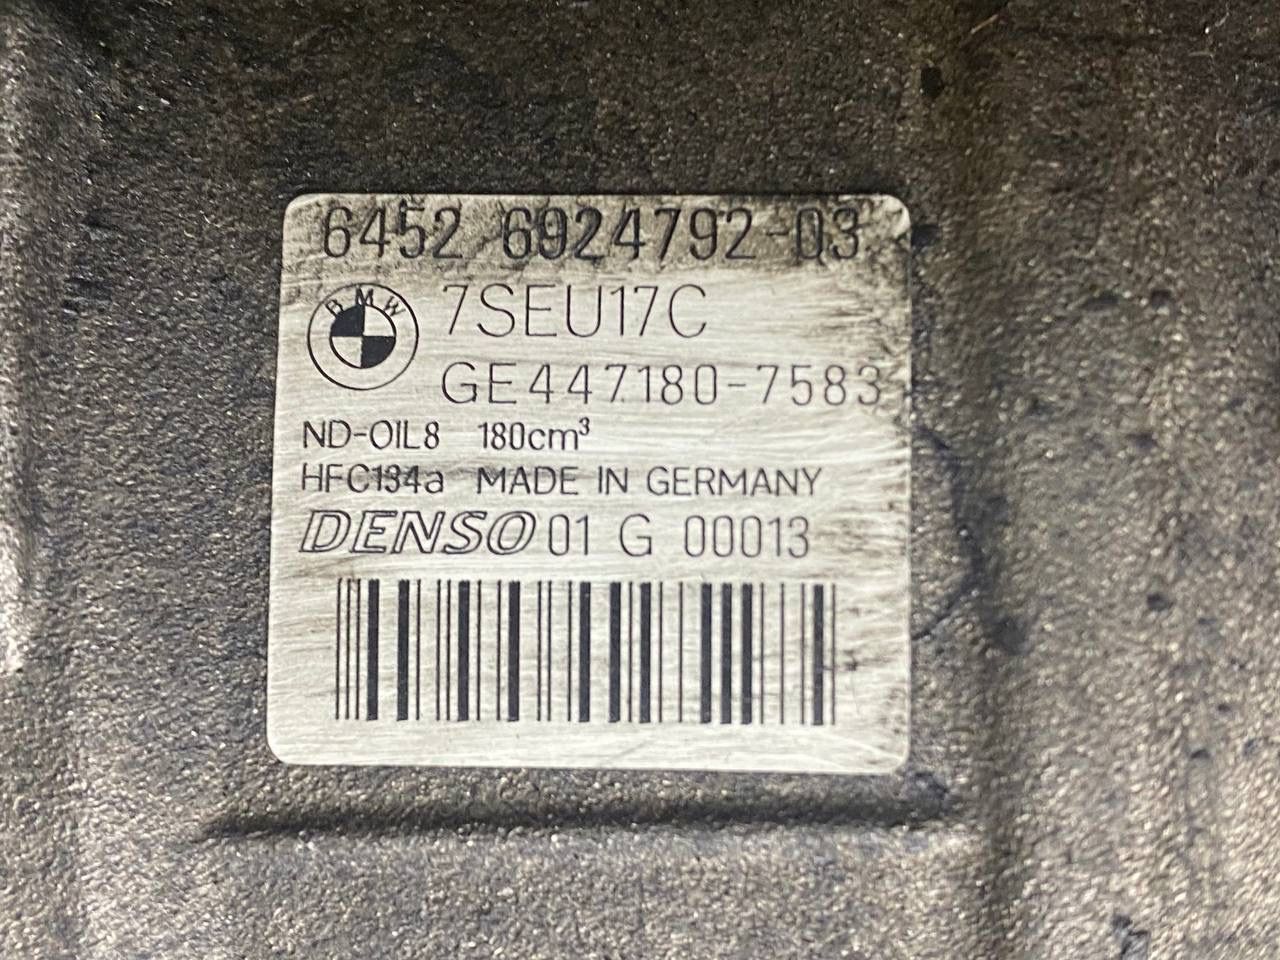 6452 6924792-03
BMW
7SEU17C
GE447180-7583
ND-OIL8 180cm³
HFC134a MADE IN GERMANY
DENSO 01 G 00013